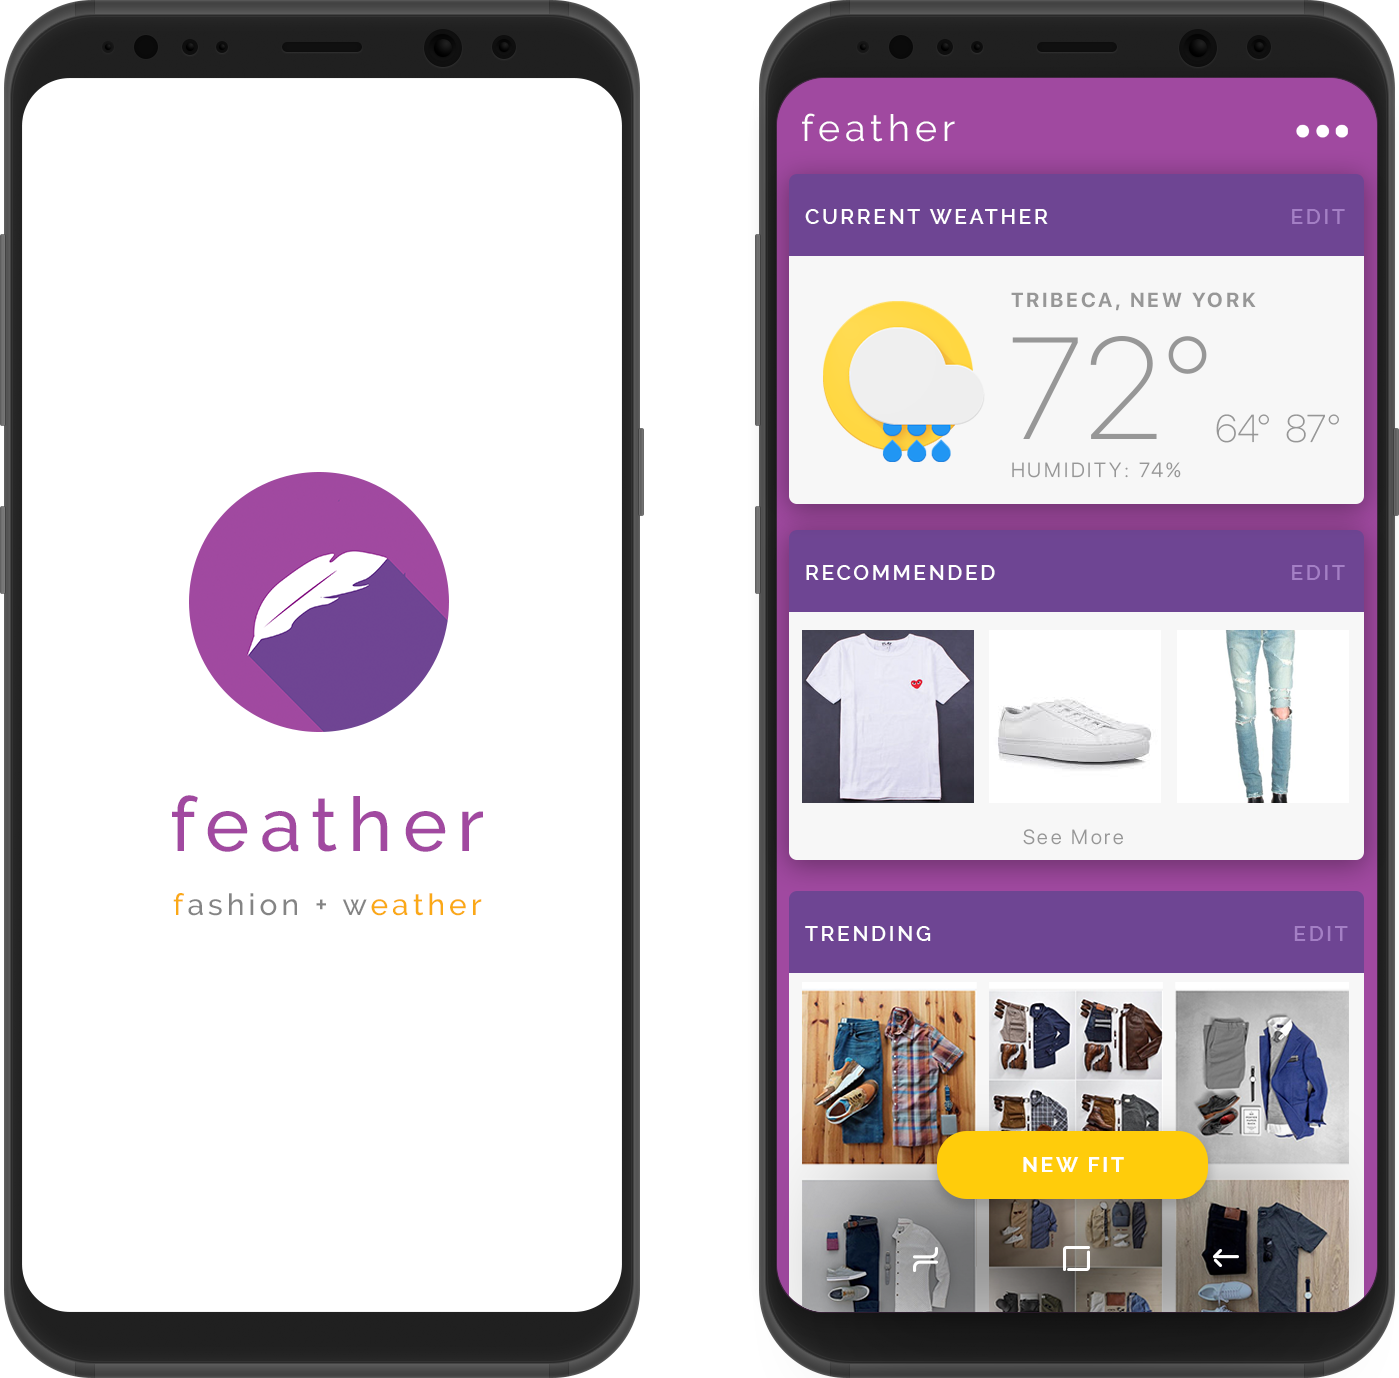 feather
fashion + weather
feather
CURRENT WEATHER
EDIT
TRIBECA, NEW YORK
72°
64° 87°
HUMIDITY: 74%
RECOMMENDED
EDIT
See More
TRENDING
EDIT
NEW FIT